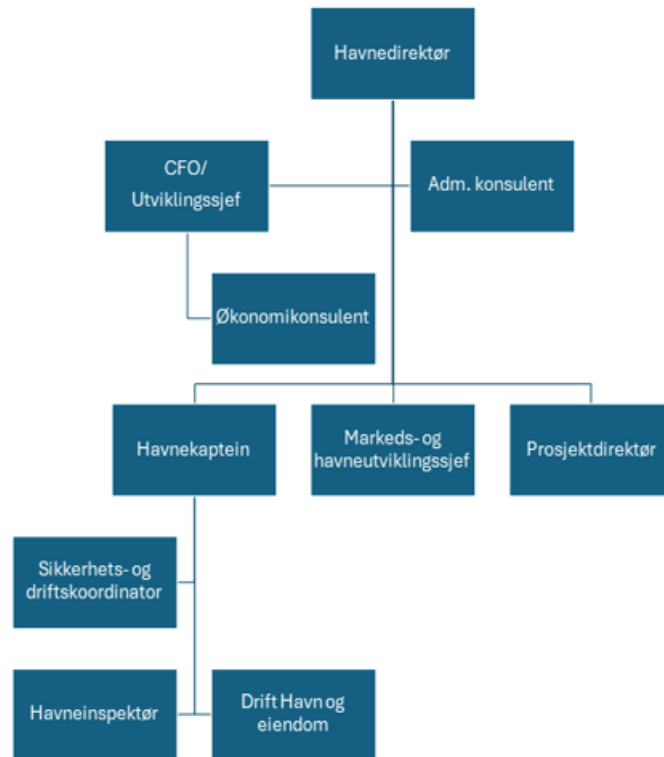 Havnedirektør
CFO/
Utviklingssjef
Adm. konsulent
Økonomikonsulent
Havnekaptein
Markeds- og
havneutviklingssjef
Prosjektdirektør
Sikkerhets- og
driftskoordinator
Havneinspektør
Drift Havn og
eiendom